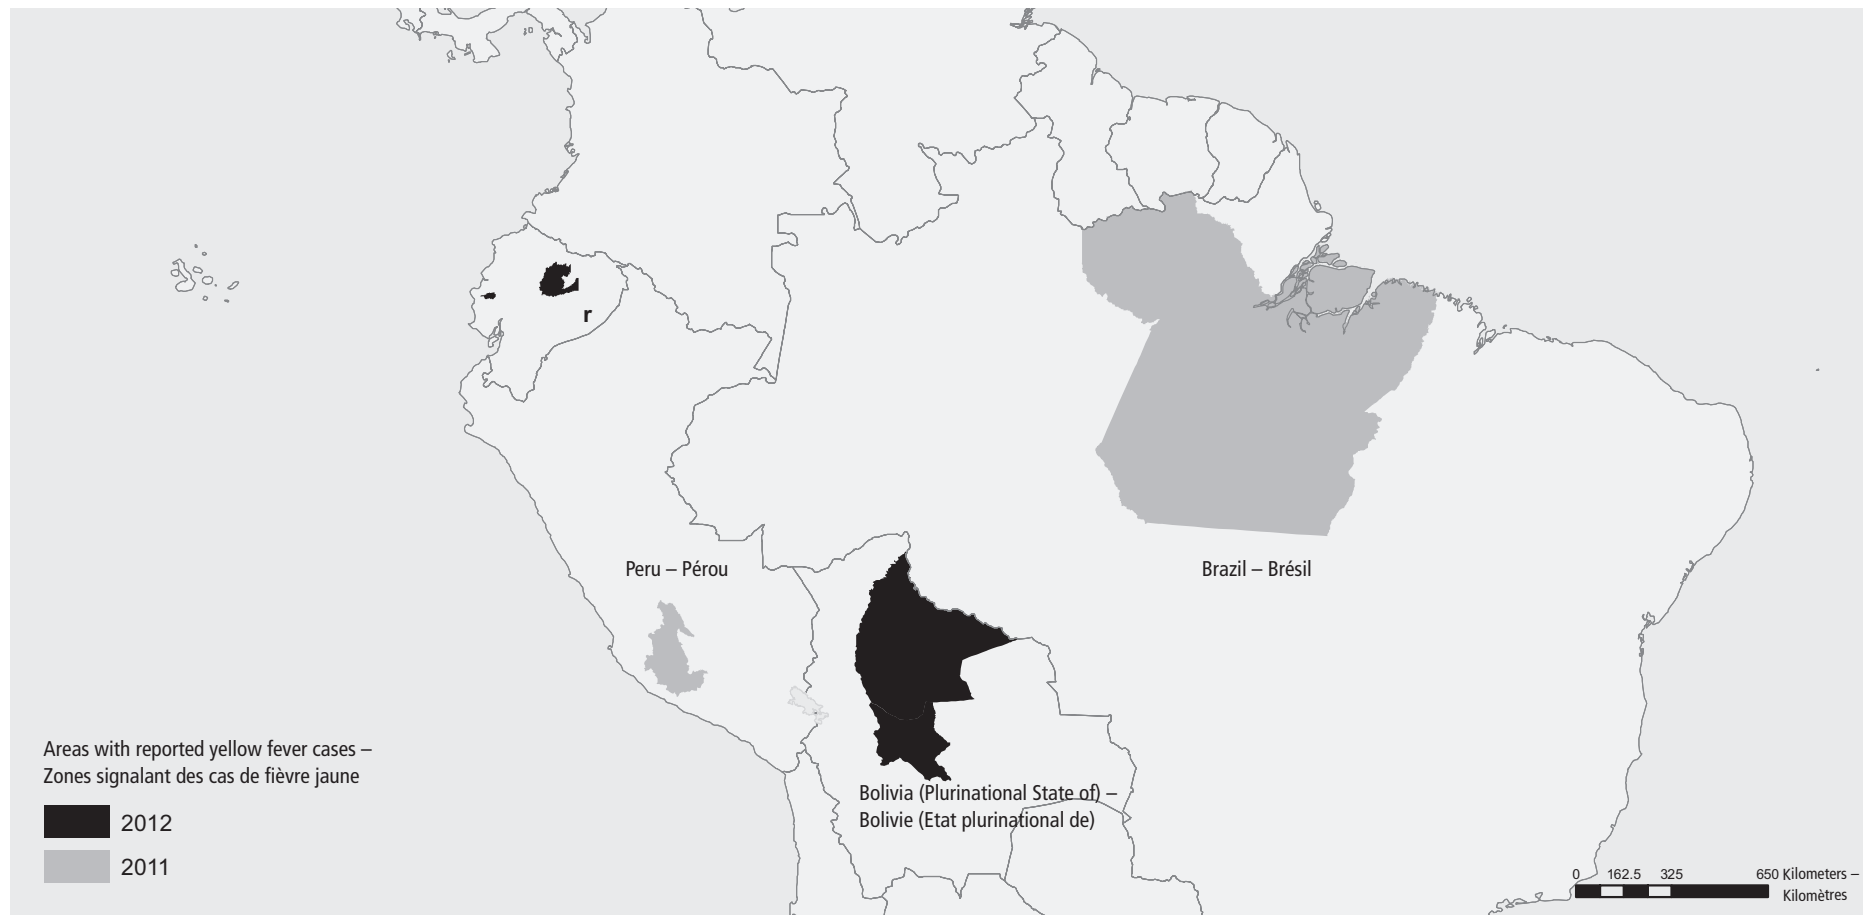 r
Peru – Pérou
Brazil – Brésil
Bolivia (Plurinational State of) –
Bolivie (Etat plurinational de)
Areas with reported yellow fever cases –
Zones signalant des cas de fièvre jaune
2012
2011
0 162.5 325 650 Kilometers –
Kilomètres